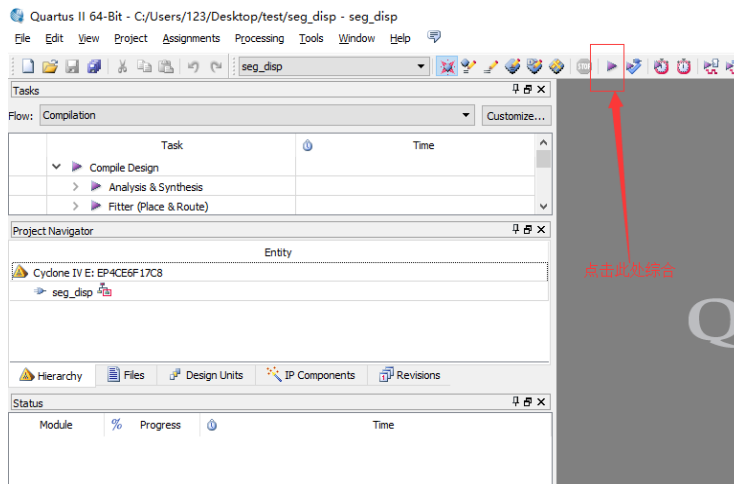 Quartus II 64-Bit - C:/Users/123/Desktop/test/seg_disp - seg_disp
File Edit View Project Assignments Processing Tools Window Help
seg_disp
STOP
Tasks
Flow: Compilation Customize...
Task Time
Compile Design
Analysis & Synthesis
Fitter (Place & Route)
Project Navigator
Entity
Cyclone IV E: EP4CE6F17C8
seg_disp
点击此处综合
Q
Hierarchy Files Design Units IP Components Revisions
Status
Module % Progress Time